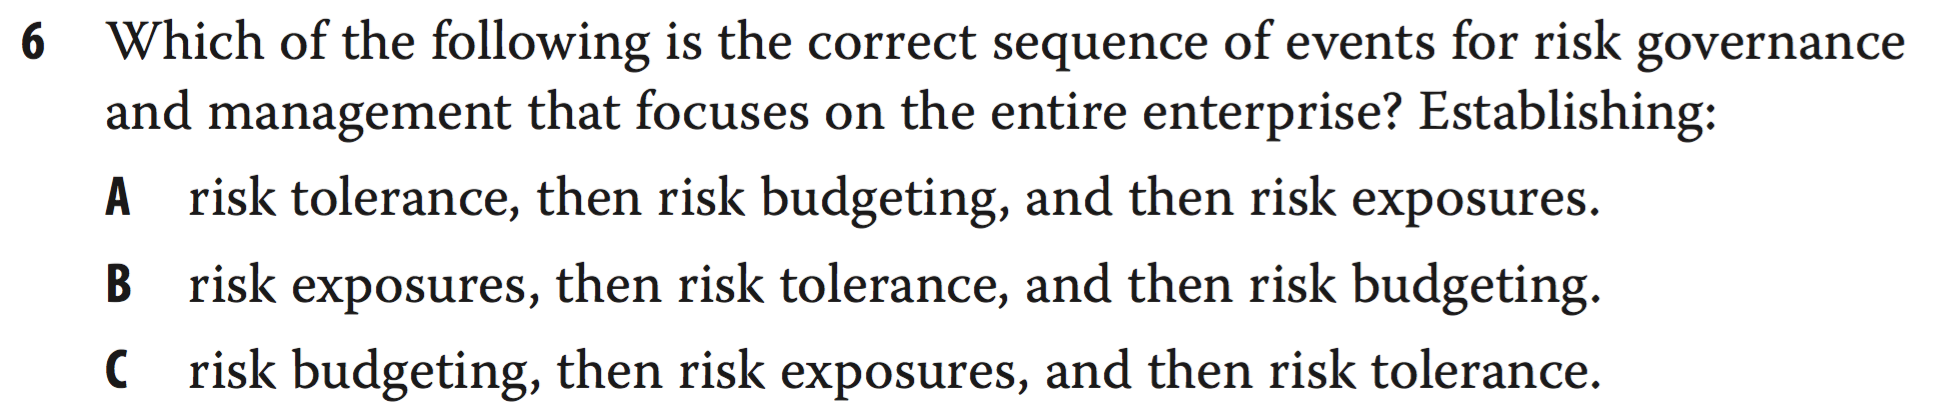 6 Which of the following is the correct sequence of events for risk governance
and management that focuses on the entire enterprise? Establishing:
A risk tolerance, then risk budgeting, and then risk exposures.
B risk exposures, then risk tolerance, and then risk budgeting.
C risk budgeting, then risk exposures, and then risk tolerance.